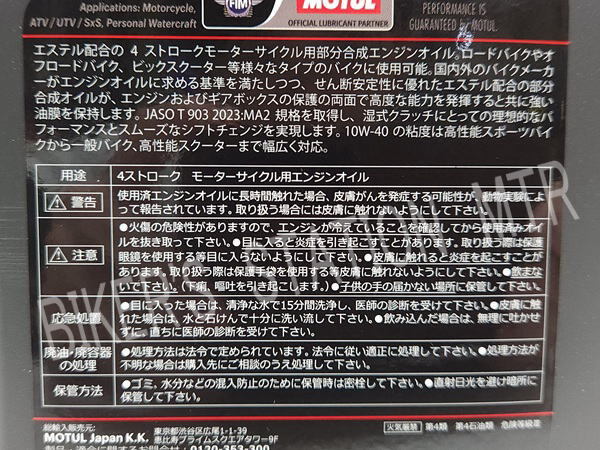 Applications: Motorcycle,
ATV / UTV / SxS, Personal Watercraft
FIM
MOTUL
OFFICIAL LUBRICANT PARTNER
PERFORMANCE IS
GUARANTEED BY MOTUL.
エステル配合の 4 ストロークモーターサイクル用部分合成エンジンオイル。ロードバイクやオ
フロードバイク、ビックスクーター等様々なタイプのバイクに使用可能。国内外のバイクメーカ
ーがエンジンオイルに求める基準を満たしつつ、せん断安定性に優れたエステル配合の部分
合成オイルが、エンジンおよびギアボックスの保護の両面で高度な能力を発揮すると共に強い
油膜を保持します。JASO T 903 2023:MA2 規格を取得し、湿式クラッチにとっての理想的なパ
フォーマンスとスムーズなシフトチェンジを実現します。10W-40 の粘度は高性能スポーツバイ
クから一般バイク、高性能スクーターまで幅広く対応。
用途 4ストローク モーターサイクル用エンジンオイル
警告 使用済エンジンオイルに長時間触れた場合、皮膚がんを発症する可能性が、動物実験によ
って報告されています。取り扱う場合には皮膚に触れないようにして下さい。
注意 ●火傷の危険性がありますので、エンジンが冷えていることを確認してから使用済みオイ
ルを抜き取って下さい。●目に入ると炎症を引き起こすことがあります。取り扱う際は保護
眼鏡を使用する等目に入らないようにして下さい。●皮膚に触れると炎症を起こすことがあ
ります。取り扱う際は保護手袋を使用する等皮膚に触れないようにして下さい。●飲まな
いで下さい。(下痢、嘔吐を引き起こします。)●子供の手の届かない場所に保管して下さい。
応急処置 ●目に入った場合は、清浄な水で15分間洗浄し、医師の診断を受けて下さい。●皮膚に触
れた場合は、水と石けんで十分に洗い流して下さい。●飲み込んだ場合は、無理に吐かせ
ずに、直ちに医師の診断を受けて下さい。
廃油・廃容器
の処理 ●処理方法は法令で定められています。法令に従い適正に処理して下さい。●処理方法が
不明な場合は購入先にご相談のうえ処理して下さい。
保管方法 ●ゴミ、水分などの混入防止のために保管時は密栓して下さい。●直射日光を避け暗所に
保管して下さい。
総輸入販売元:
MOTUL Japan K.K.
東京都渋谷区広尾1-1-39
恵比寿プライムスクエアタワー9F
火気厳禁 第4類 第4石油類 危険等級Ⅲ
製品・適合に関するお問合せ 0120-353-300